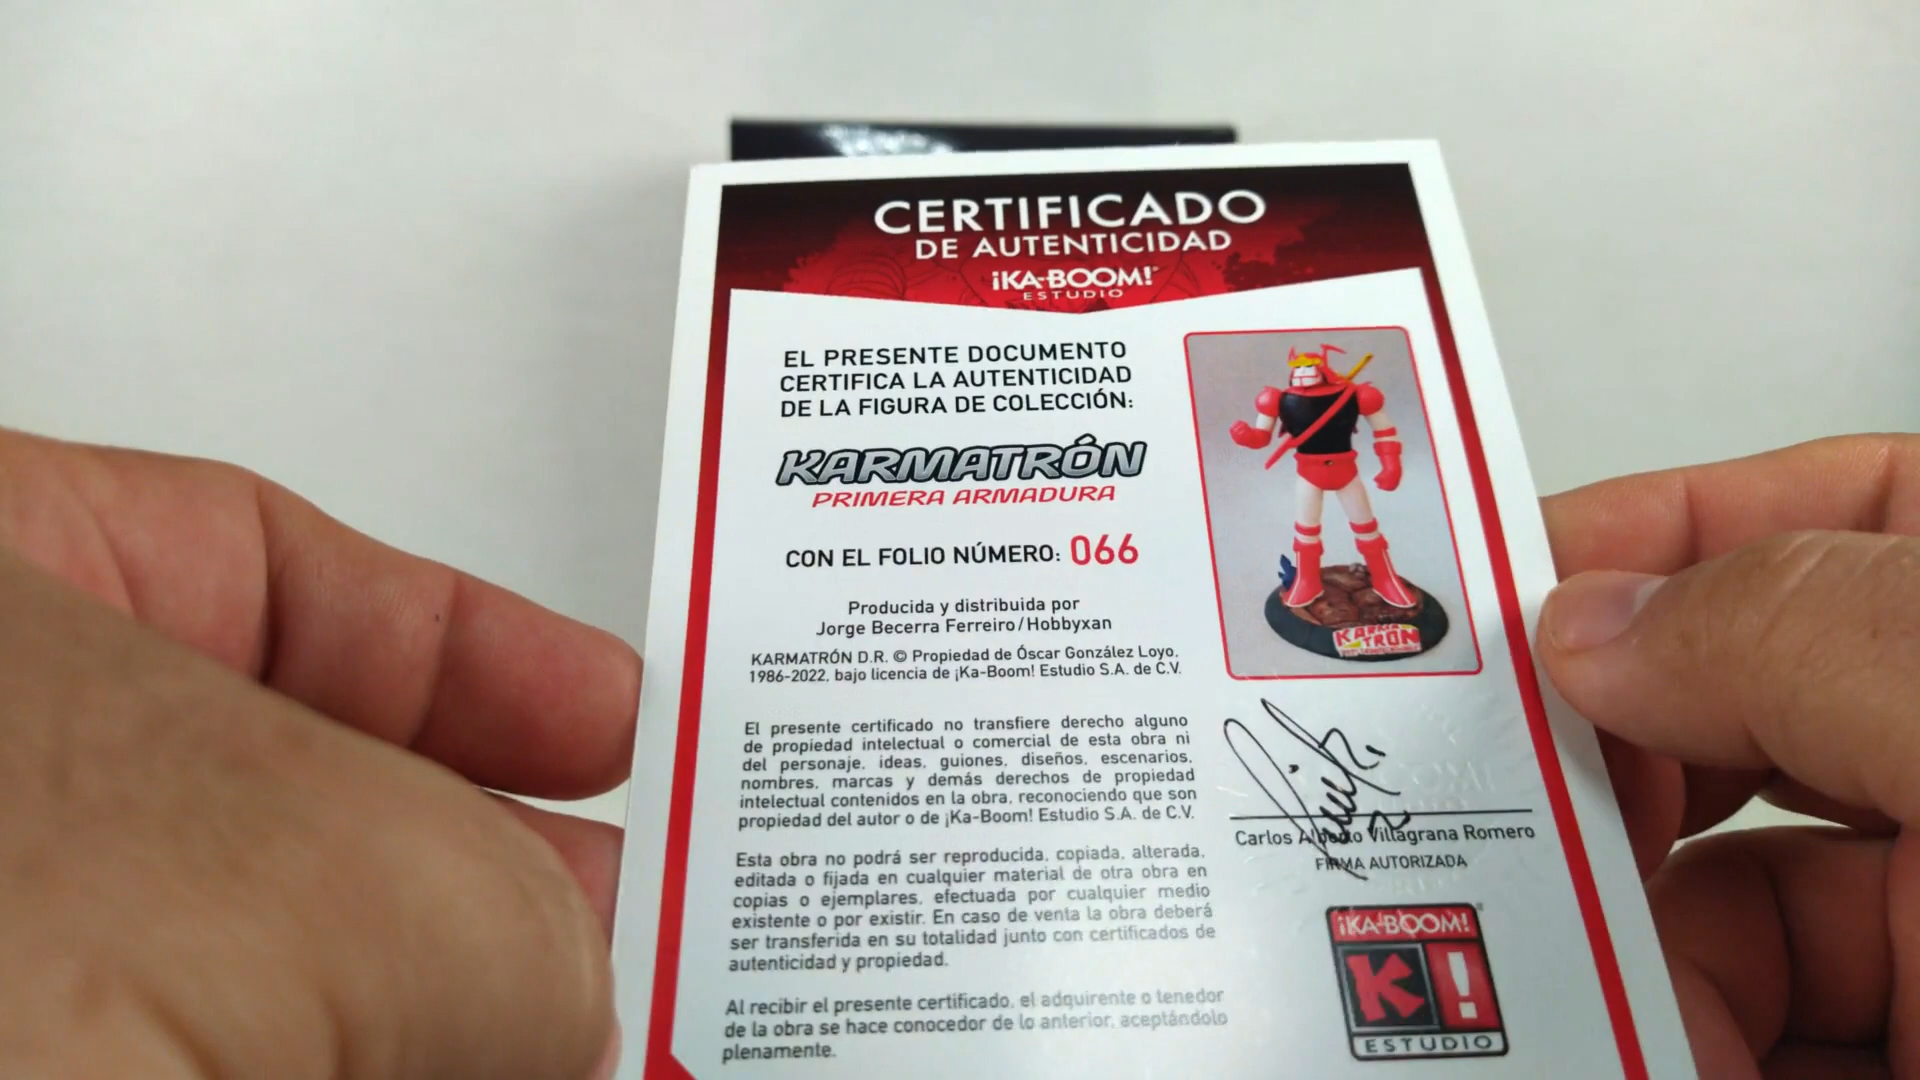 CERTIFICADO
DE AUTENTICIDAD
¡KA-BOOM!
ESTUDIO
EL PRESENTE DOCUMENTO
CERTIFICA LA AUTENTICIDAD
DE LA FIGURA DE COLECCIÓN:
KARMATRÓN
PRIMERA ARMADURA
CON EL FOLIO NÚMERO: 066
Producida y distribuida por
Jorge Becerra Ferreiro/Hobbyxan
KARMATRÓN D.R. © Propiedad de Óscar González Loyo,
1986-2022, bajo licencia de ¡Ka-Boom! Estudio S.A. de C.V.
El presente certificado no transfiere derecho alguno
de propiedad intelectual o comercial de esta obra ni
del personaje, ideas, guiones, diseños, escenarios,
nombres, marcas y demás derechos de propiedad
intelectual contenidos en la obra, reconociendo que son
propiedad del autor o de ¡Ka-Boom! Estudio S.A. de C.V.
Esta obra no podrá ser reproducida, copiada, alterada,
editada o fijada en cualquier material de otra obra en
copias o ejemplares, efectuada por cualquier medio
existente o por existir. En caso de venta la obra deberá
ser transferida en su totalidad junto con certificados de
autenticidad y propiedad.
Al recibir el presente certificado, el adquirente o tenedor
de la obra se hace conocedor de lo anterior, aceptándolo
plenamente.
KARMA
TRÓN
Carlos Alberto Villagrana Romero
FIRMA AUTORIZADA
¡KA-BOOM!
K!
ESTUDIO